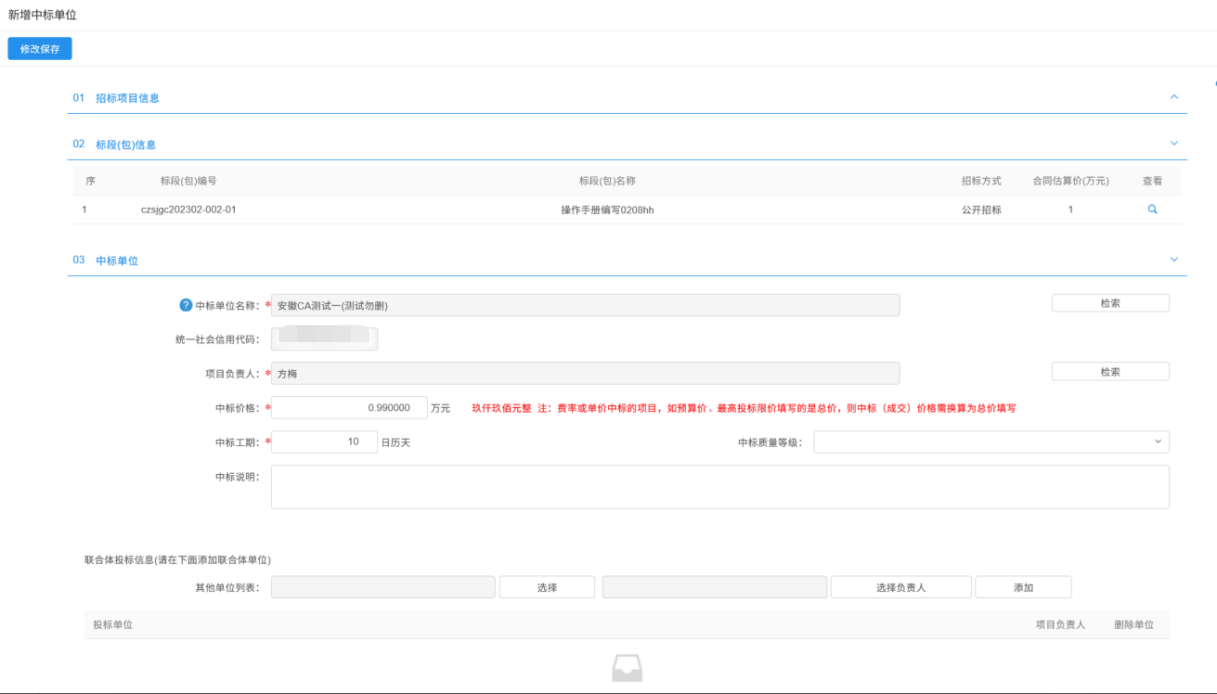 新增中标单位
修改保存
01 招标项目信息
02 标段(包)信息
序 标段(包)编号 标段(包)名称 招标方式 合同估算价(万元) 查看
1 czsjgc202302-002-01 操作手册编写0208hh 公开招标 1
03 中标单位
? 中标单位名称: * 安徽CA测试一(测试勿删) 检索
统一社会信用代码:
项目负责人: * 方梅 检索
中标价格: * 0.990000 万元 玖仟玖佰元整 注: 费率或单价中标的项目，如预算价、最高投标限价填写的是总价，则中标（成交）价格需换算为总价填写
中标工期: * 10 日历天 中标质量等级:
中标说明:
联合体投标信息(请在下面添加联合体单位)
其他单位列表: 选择 选择负责人 添加
投标单位 项目负责人 删除单位